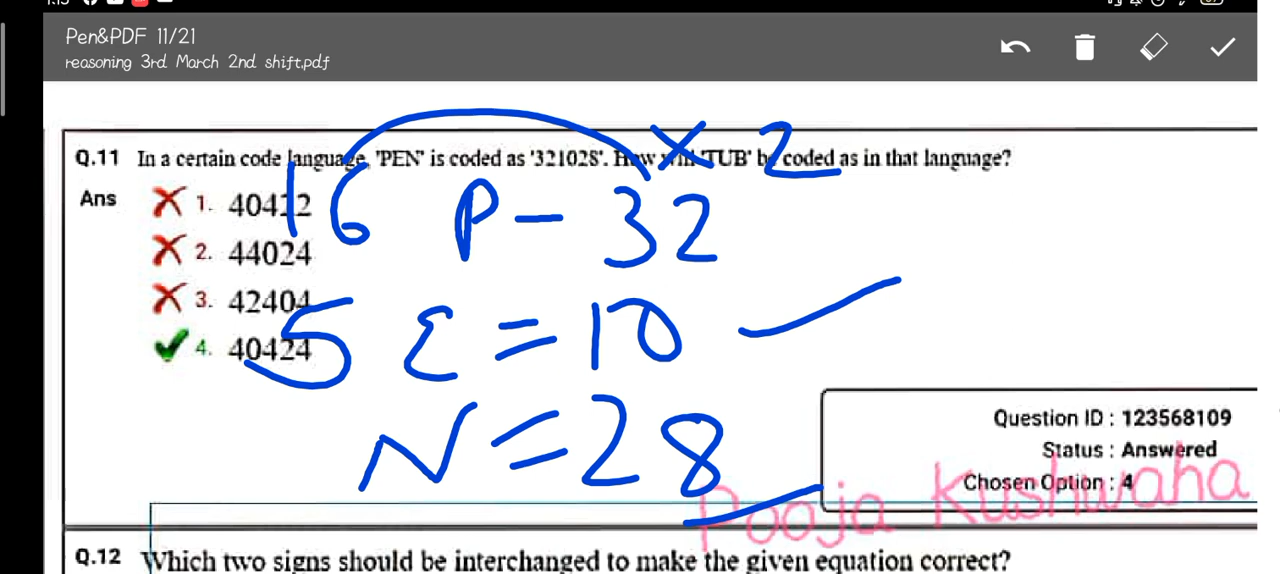 Pen&PDF 11/21
reasoning 3rd March 2nd shift.pdf
Q.11 In a certain code language, 'PEN' is coded as '321028'. How will 'TUB' be coded as in that language?
× 2
Ans
1. 40412
2. 44024
3. 42404
4. 40424
16 P - 32
5 E = 10
N = 28
Question ID : 123568109
Status : Answered
Chosen Option : 4
Pooja Kushwaha
Q.12 Which two signs should be interchanged to make the given equation correct?